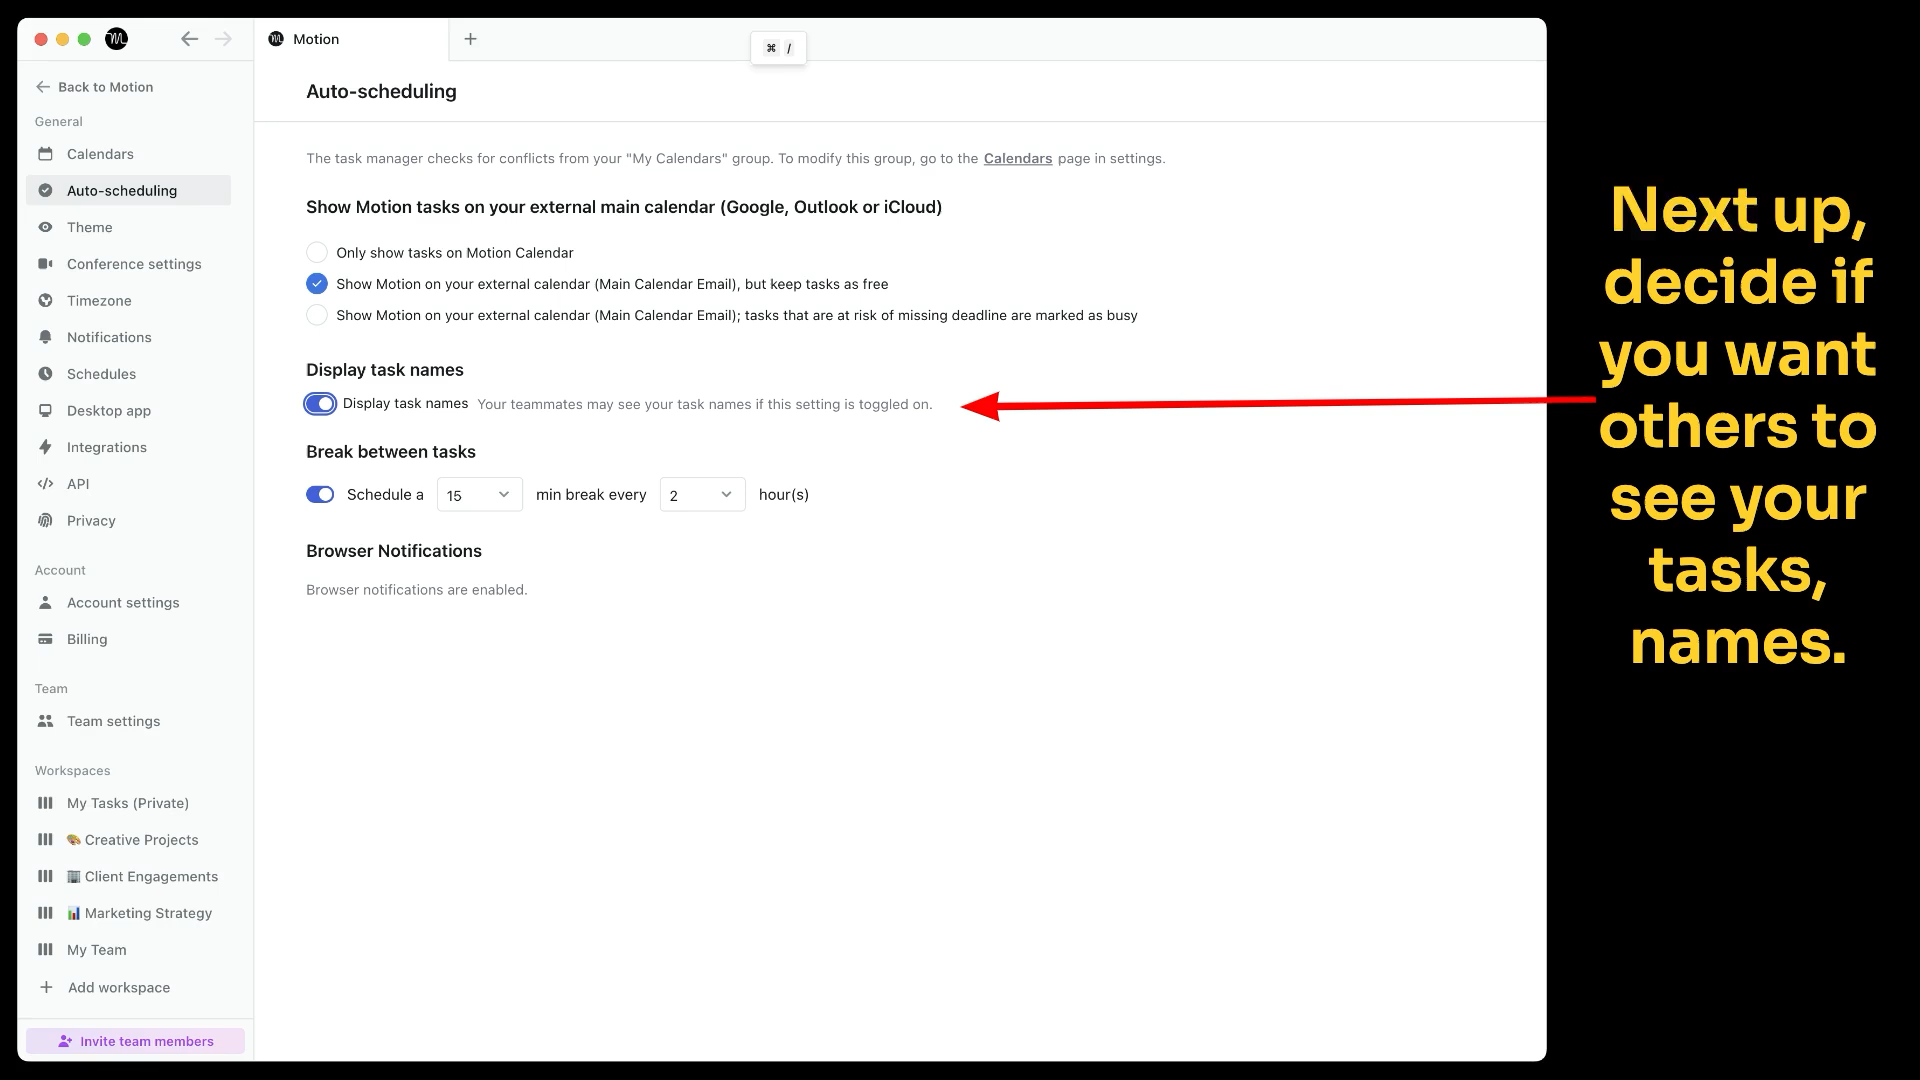 Motion
⌘ /
Back to Motion
General
Calendars
Auto-scheduling
Theme
Conference settings
Timezone
Notifications
Schedules
Desktop app
Integrations
API
Privacy
Account
Account settings
Billing
Team
Team settings
Workspaces
My Tasks (Private)
🎨 Creative Projects
🏢 Client Engagements
📊 Marketing Strategy
My Team
Add workspace
Invite team members
Auto-scheduling
The task manager checks for conflicts from your "My Calendars" group. To modify this group, go to the Calendars page in settings.
Show Motion tasks on your external main calendar (Google, Outlook or iCloud)
Only show tasks on Motion Calendar
Show Motion on your external calendar (Main Calendar Email), but keep tasks as free
Show Motion on your external calendar (Main Calendar Email); tasks that are at risk of missing deadline are marked as busy
Display task names
Display task names Your teammates may see your task names if this setting is toggled on.
Break between tasks
Schedule a 15 min break every 2 hour(s)
Browser Notifications
Browser notifications are enabled.
Next up,
decide if
you want
others to
see your
tasks,
names.